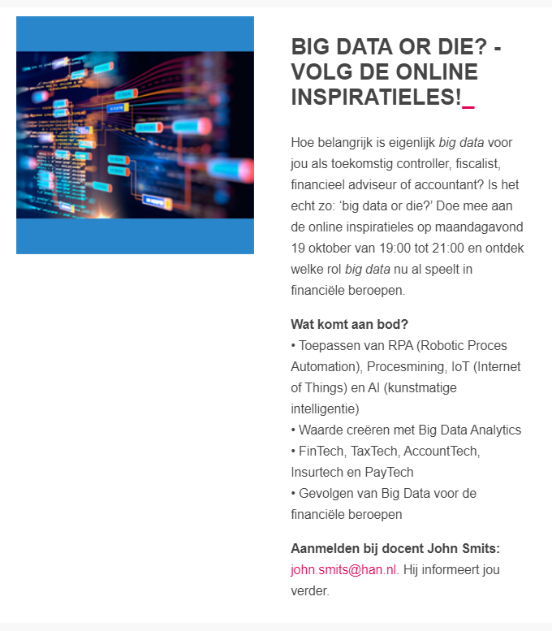 BIG DATA OR DIE? -
VOLG DE ONLINE
INSPIRATIELES!_
Hoe belangrijk is eigenlijk big data voor
jou als toekomstig controller, fiscalist,
financieel adviseur of accountant? Is het
echt zo: ‘big data or die?’ Doe mee aan
de online inspiratieles op maandagavond
19 oktober van 19:00 tot 21:00 en ontdek
welke rol big data nu al speelt in
financiële beroepen.
Wat komt aan bod?
• Toepassen van RPA (Robotic Proces
Automation), Procesmining, IoT (Internet
of Things) en AI (kunstmatige
intelligentie)
• Waarde creëren met Big Data Analytics
• FinTech, TaxTech, AccountTech,
Insurtech en PayTech
• Gevolgen van Big Data voor de
financiële beroepen
Aanmelden bij docent John Smits:
john.smits@han.nl. Hij informeert jou
verder.